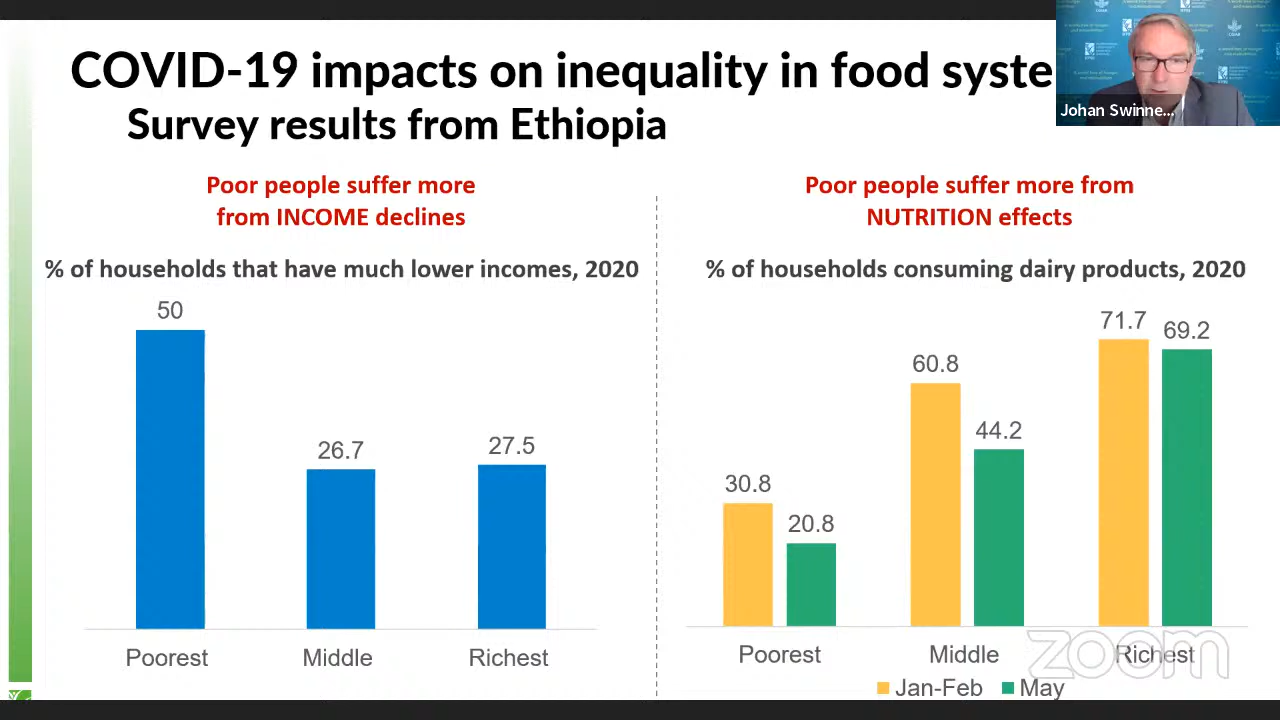 COVID-19 impacts on inequality in food syste
Survey results from Ethiopia
Johan Swinne...
Poor people suffer more
from INCOME declines
% of households that have much lower incomes, 2020
50
26.7
27.5
Poorest
Middle
Richest
Poor people suffer more from
NUTRITION effects
% of households consuming dairy products, 2020
30.8
20.8
60.8
44.2
71.7
69.2
Poorest
Middle
Richest
Jan-Feb
May
zoom